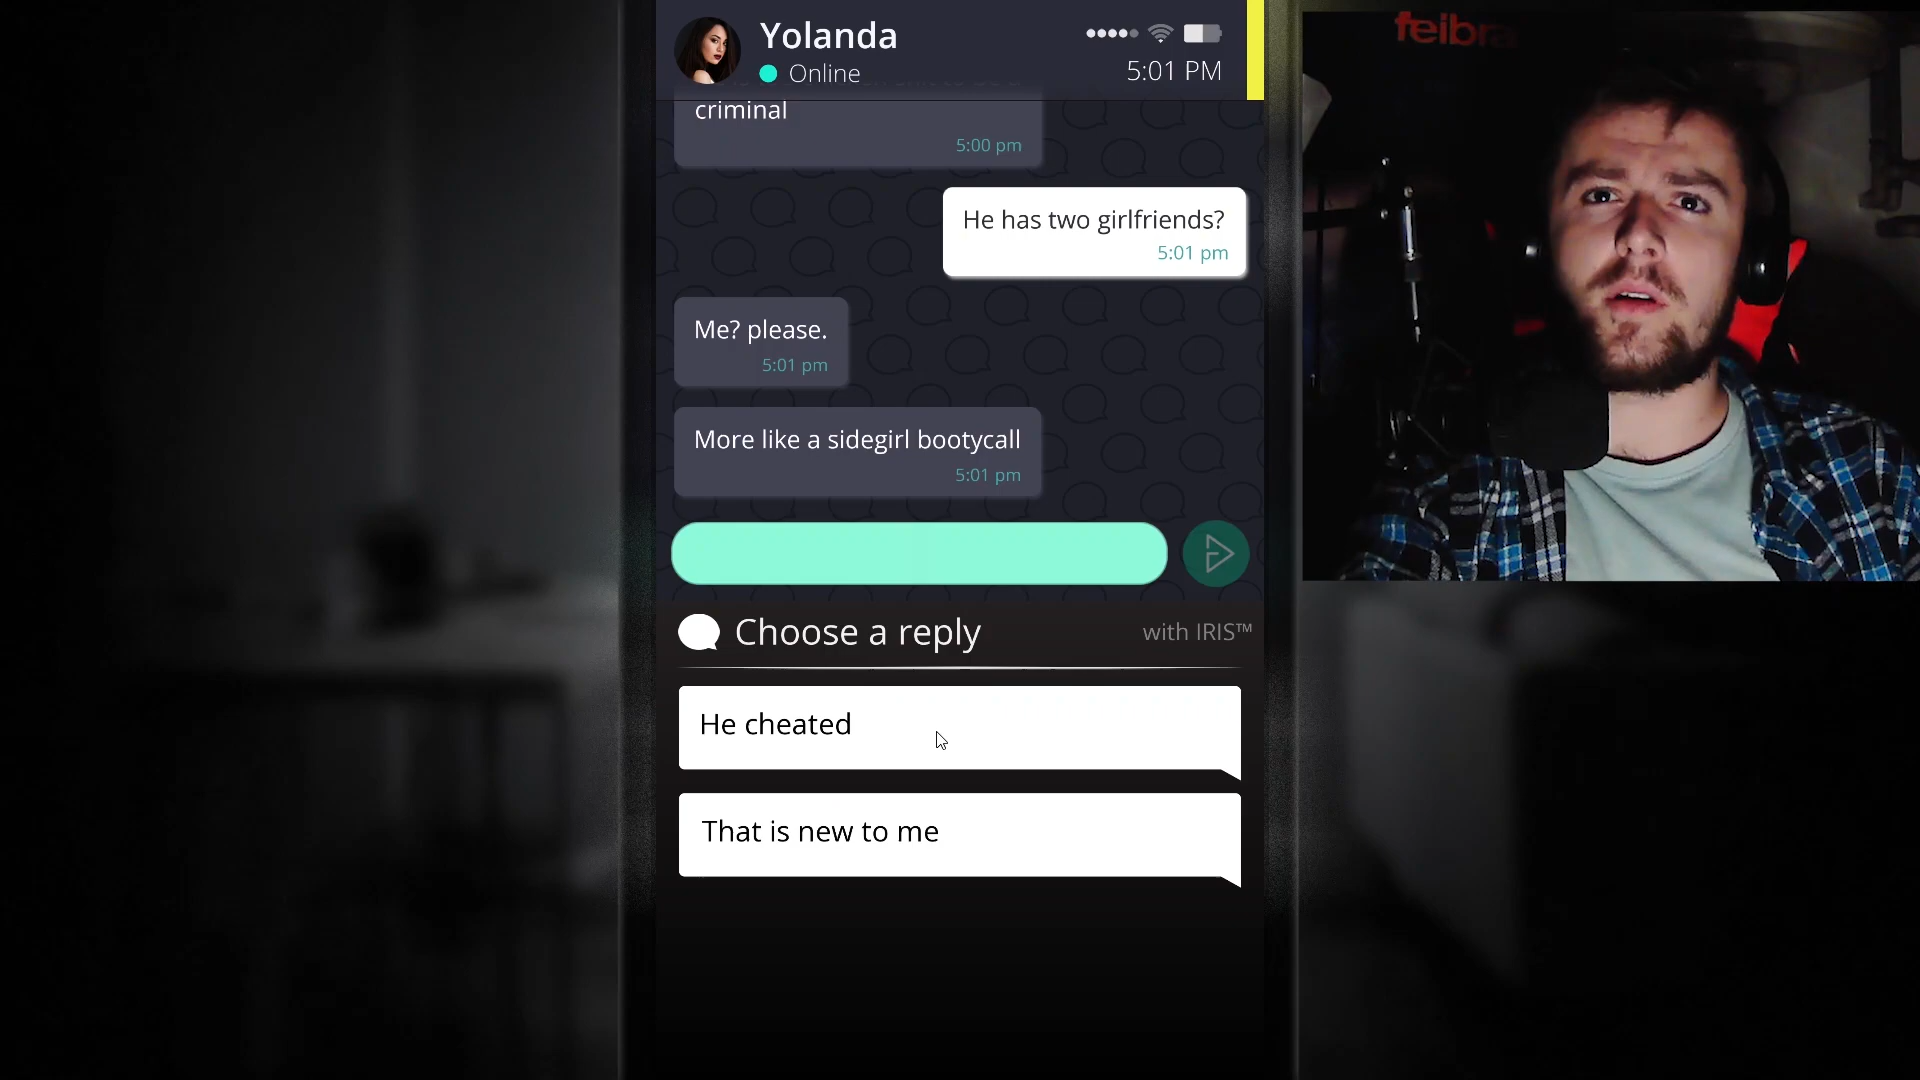 Yolanda
Online
5:01 PM
criminal
5:00 pm
He has two girlfriends?
5:01 pm
Me? please.
5:01 pm
More like a sidegirl bootycall
5:01 pm
Choose a reply
with IRIS™
He cheated
That is new to me